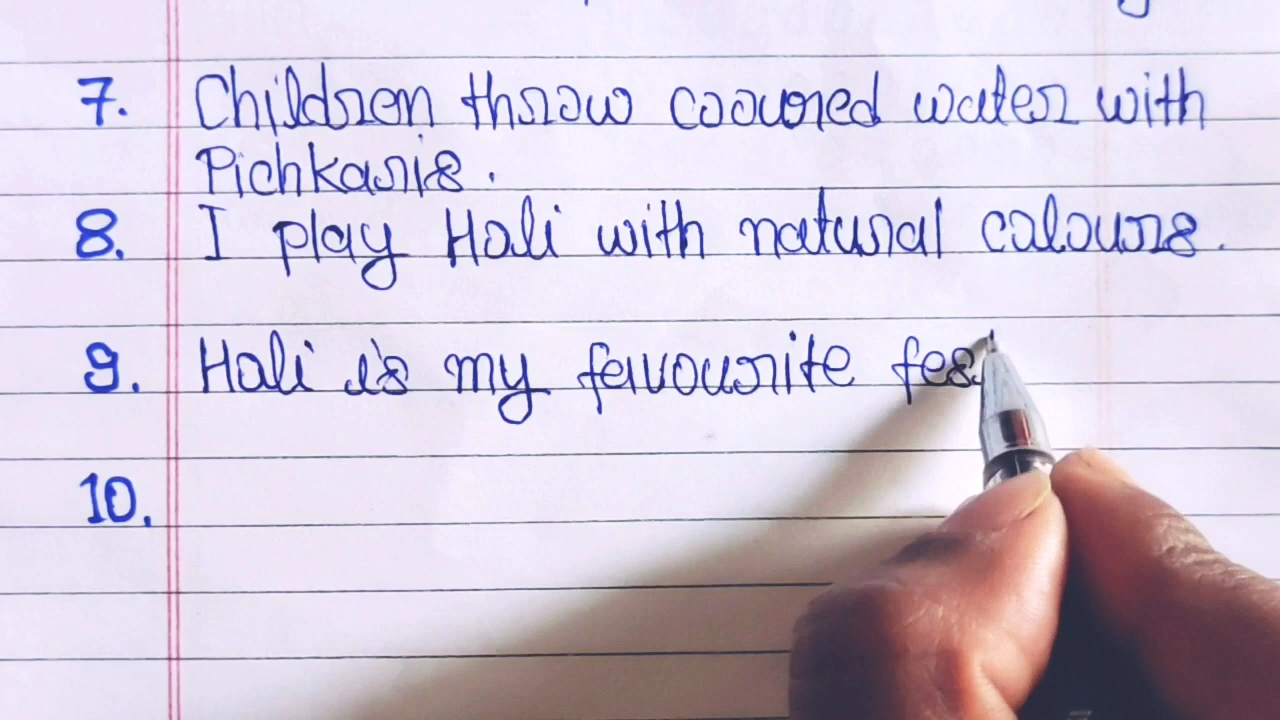 7. Children throw coouored water with
Pichkaris.
8. I play Holi with natural colours.
9. Holi is my favourite fes
10.